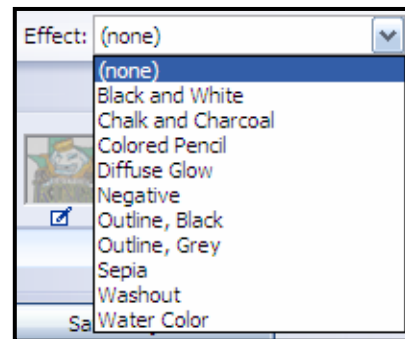 Effect: (none)
(none)
Black and White
Chalk and Charcoal
Colored Pencil
Diffuse Glow
Negative
Outline, Black
Outline, Grey
Sepia
Washout
Water Color
Sa